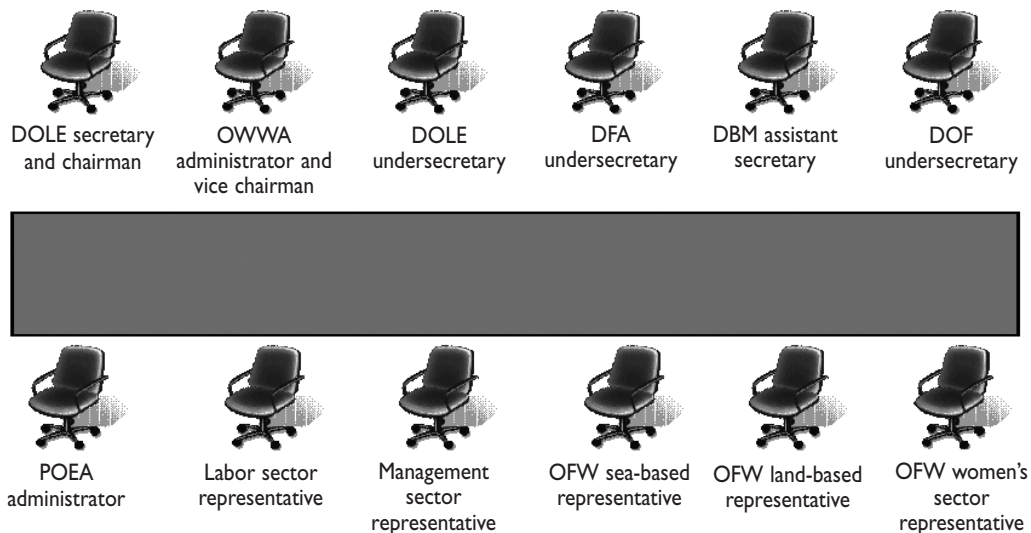 DOLE secretary
and chairman
OWWA
administrator and
vice chairman
DOLE
undersecretary
DFA
undersecretary
DBM assistant
secretary
DOF
undersecretary
POEA
administrator
Labor sector
representative
Management
sector
representative
OFW sea-based
representative
OFW land-based
representative
OFW women's
sector
representative